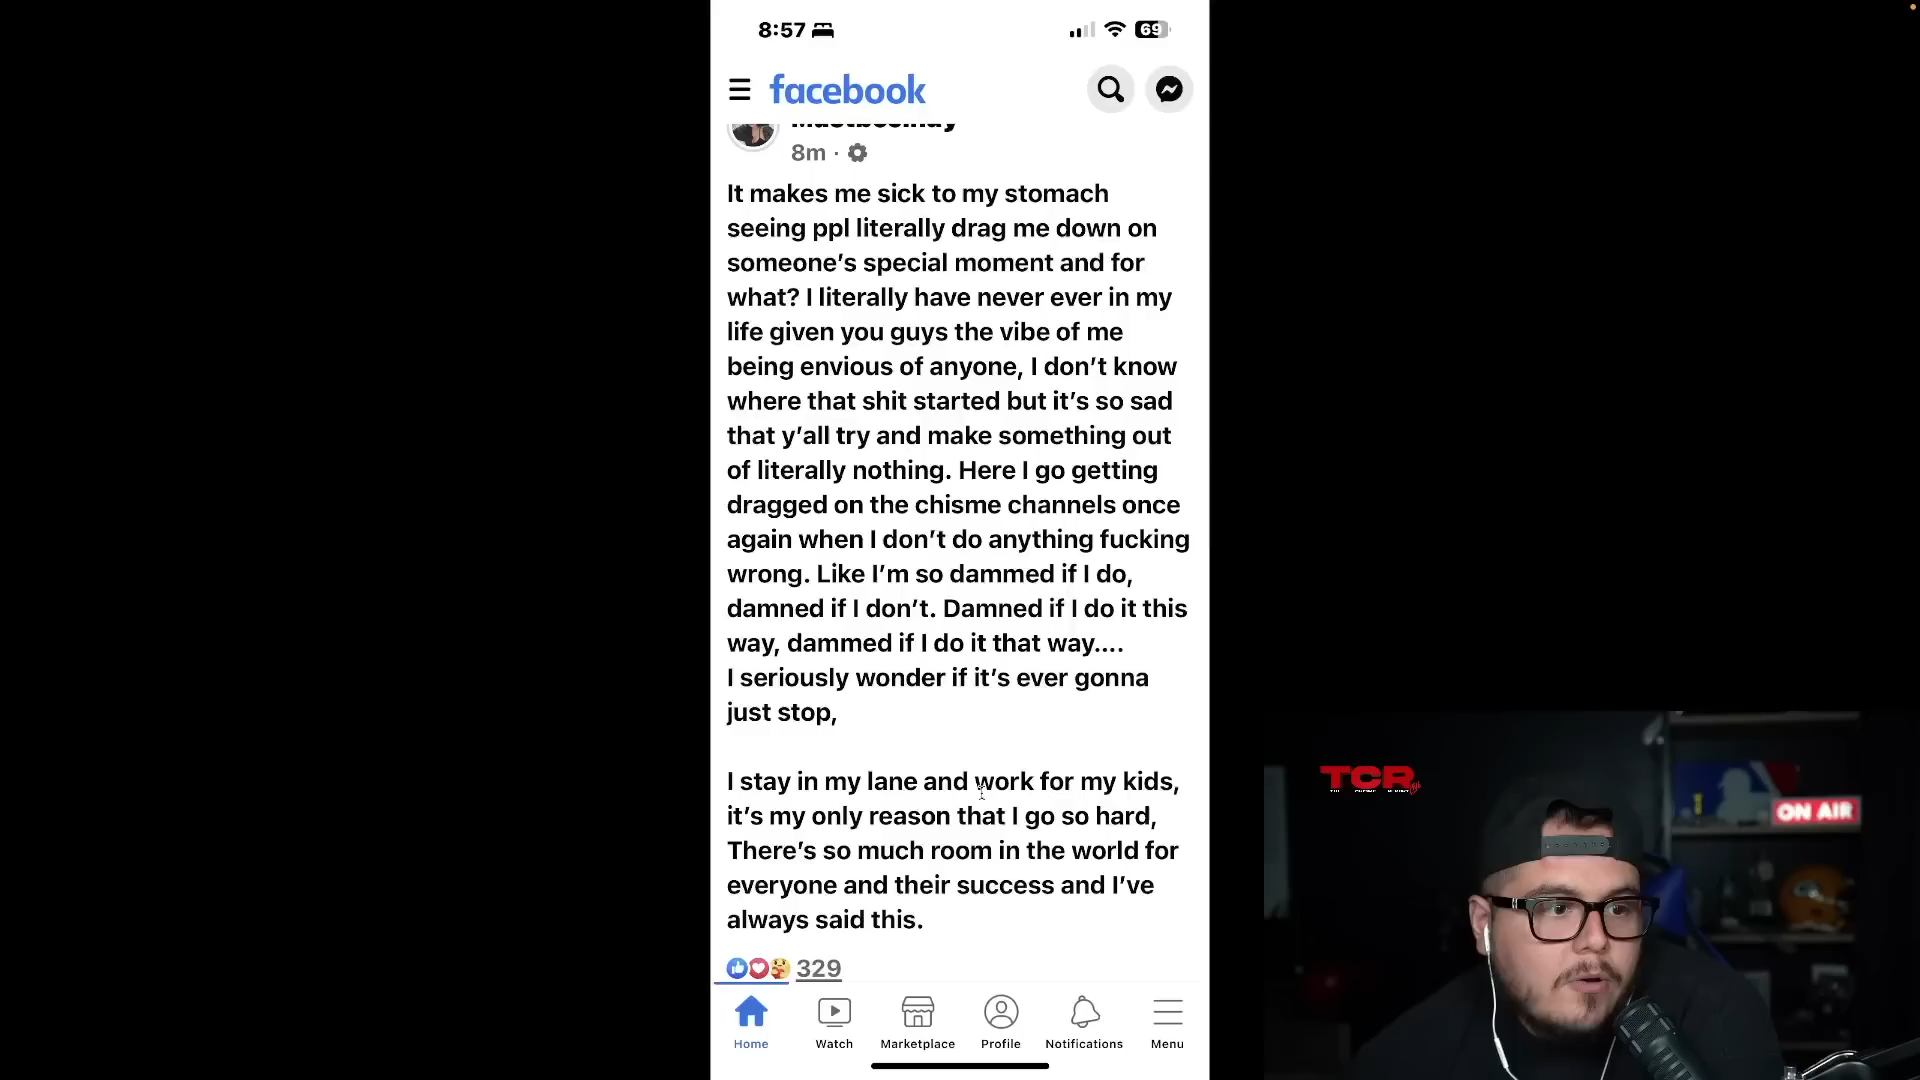 8:57
69
facebook
8m ·
It makes me sick to my stomach
seeing ppl literally drag me down on
someone's special moment and for
what? I literally have never ever in my
life given you guys the vibe of me
being envious of anyone, I don't know
where that shit started but it's so sad
that y'all try and make something out
of literally nothing. Here I go getting
dragged on the chisme channels once
again when I don't do anything fucking
wrong. Like I'm so dammed if I do,
damned if I don't. Damned if I do it this
way, dammed if I do it that way....
I seriously wonder if it's ever gonna
just stop,
I stay in my lane and work for my kids,
it's my only reason that I go so hard,
There's so much room in the world for
everyone and their success and I've
always said this.
329
Home Watch Marketplace Profile Notifications Menu
TCR
ON AIR